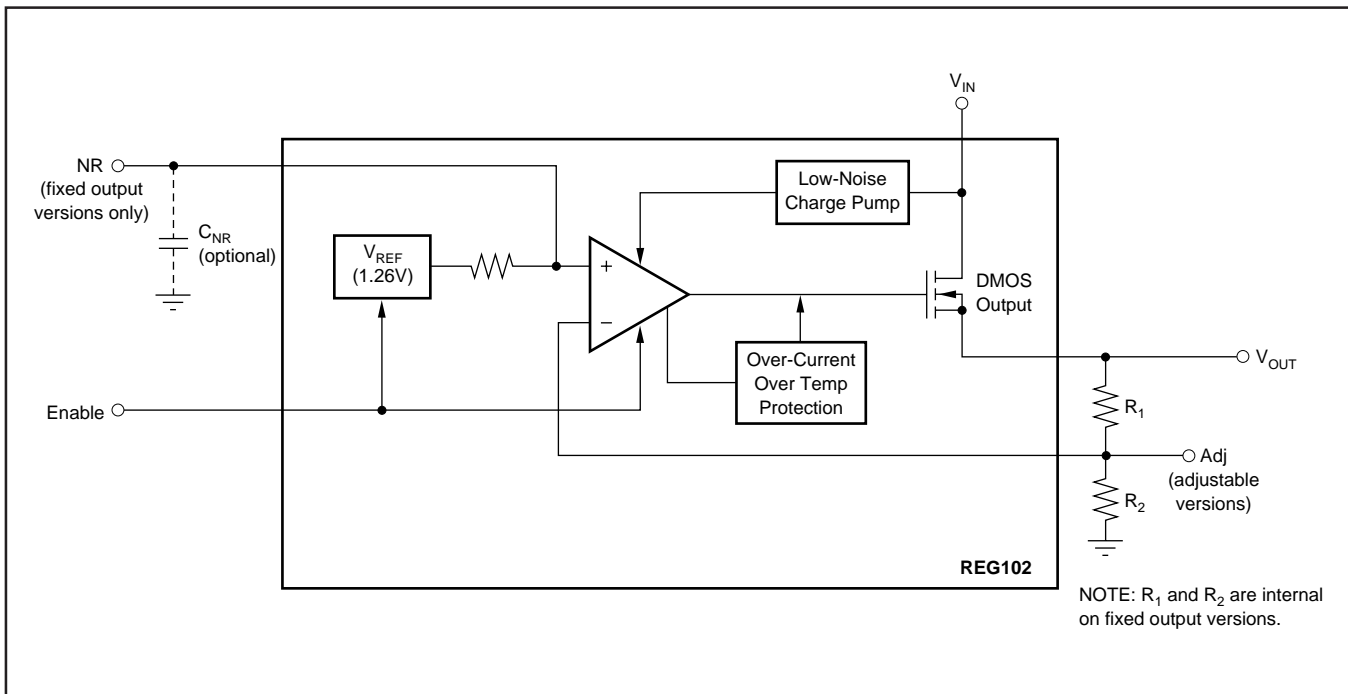 V_IN
NR
(fixed output
versions only)
C_NR
(optional)
Low-Noise
Charge Pump
V_REF
(1.26V)
+
−
DMOS
Output
Over-Current
Over Temp
Protection
V_OUT
R_1
Enable
Adj
(adjustable
versions)
R_2
REG102
NOTE: R_1 and R_2 are internal
on fixed output versions.